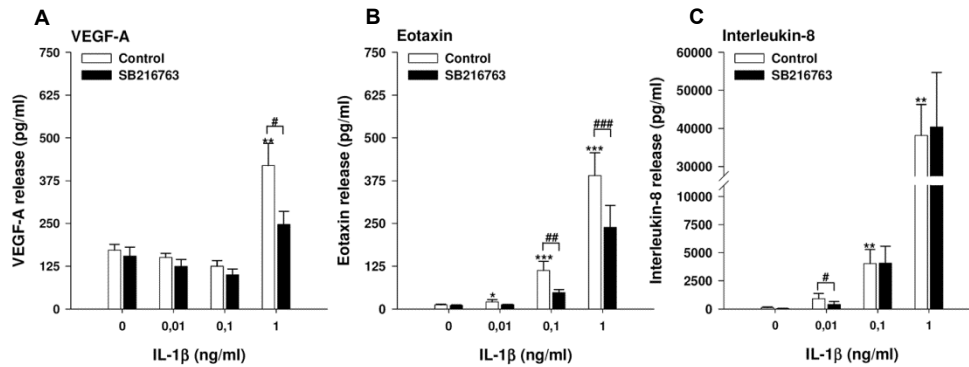 A
VEGF-A
Control
SB216763
VEGF-A release (pg/ml)
750
625
500
375
250
125
0
#
**
0
0,01
0,1
1
IL-1β (ng/ml)
B
Eotaxin
Control
SB216763
Eotaxin release (pg/ml)
750
625
500
375
250
125
0
*
##
***
###
***
0
0,01
0,1
1
IL-1β (ng/ml)
C
Interleukin-8
Control
SB216763
Interleukin-8 release (pg/ml)
60000
50000
40000
30000
10000
7500
5000
2500
0
#
**
**
0
0,01
0,1
1
IL-1β (ng/ml)